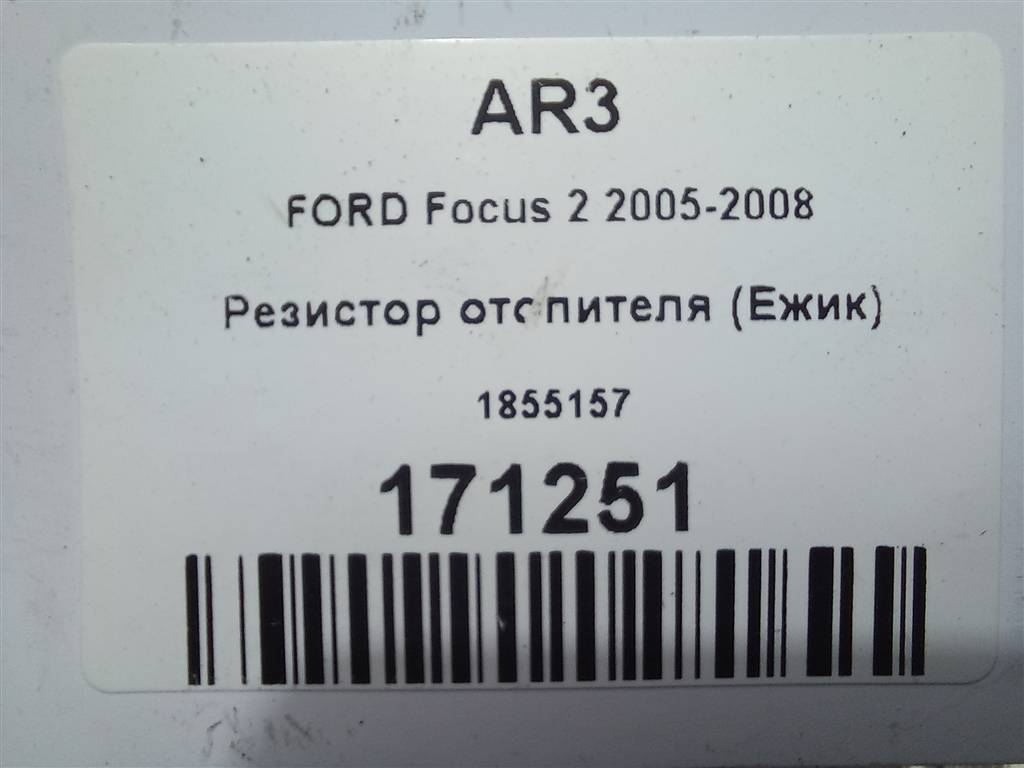 AR3
FORD Focus 2 2005-2008
Резистор отопителя (Ежик)
1855157
171251